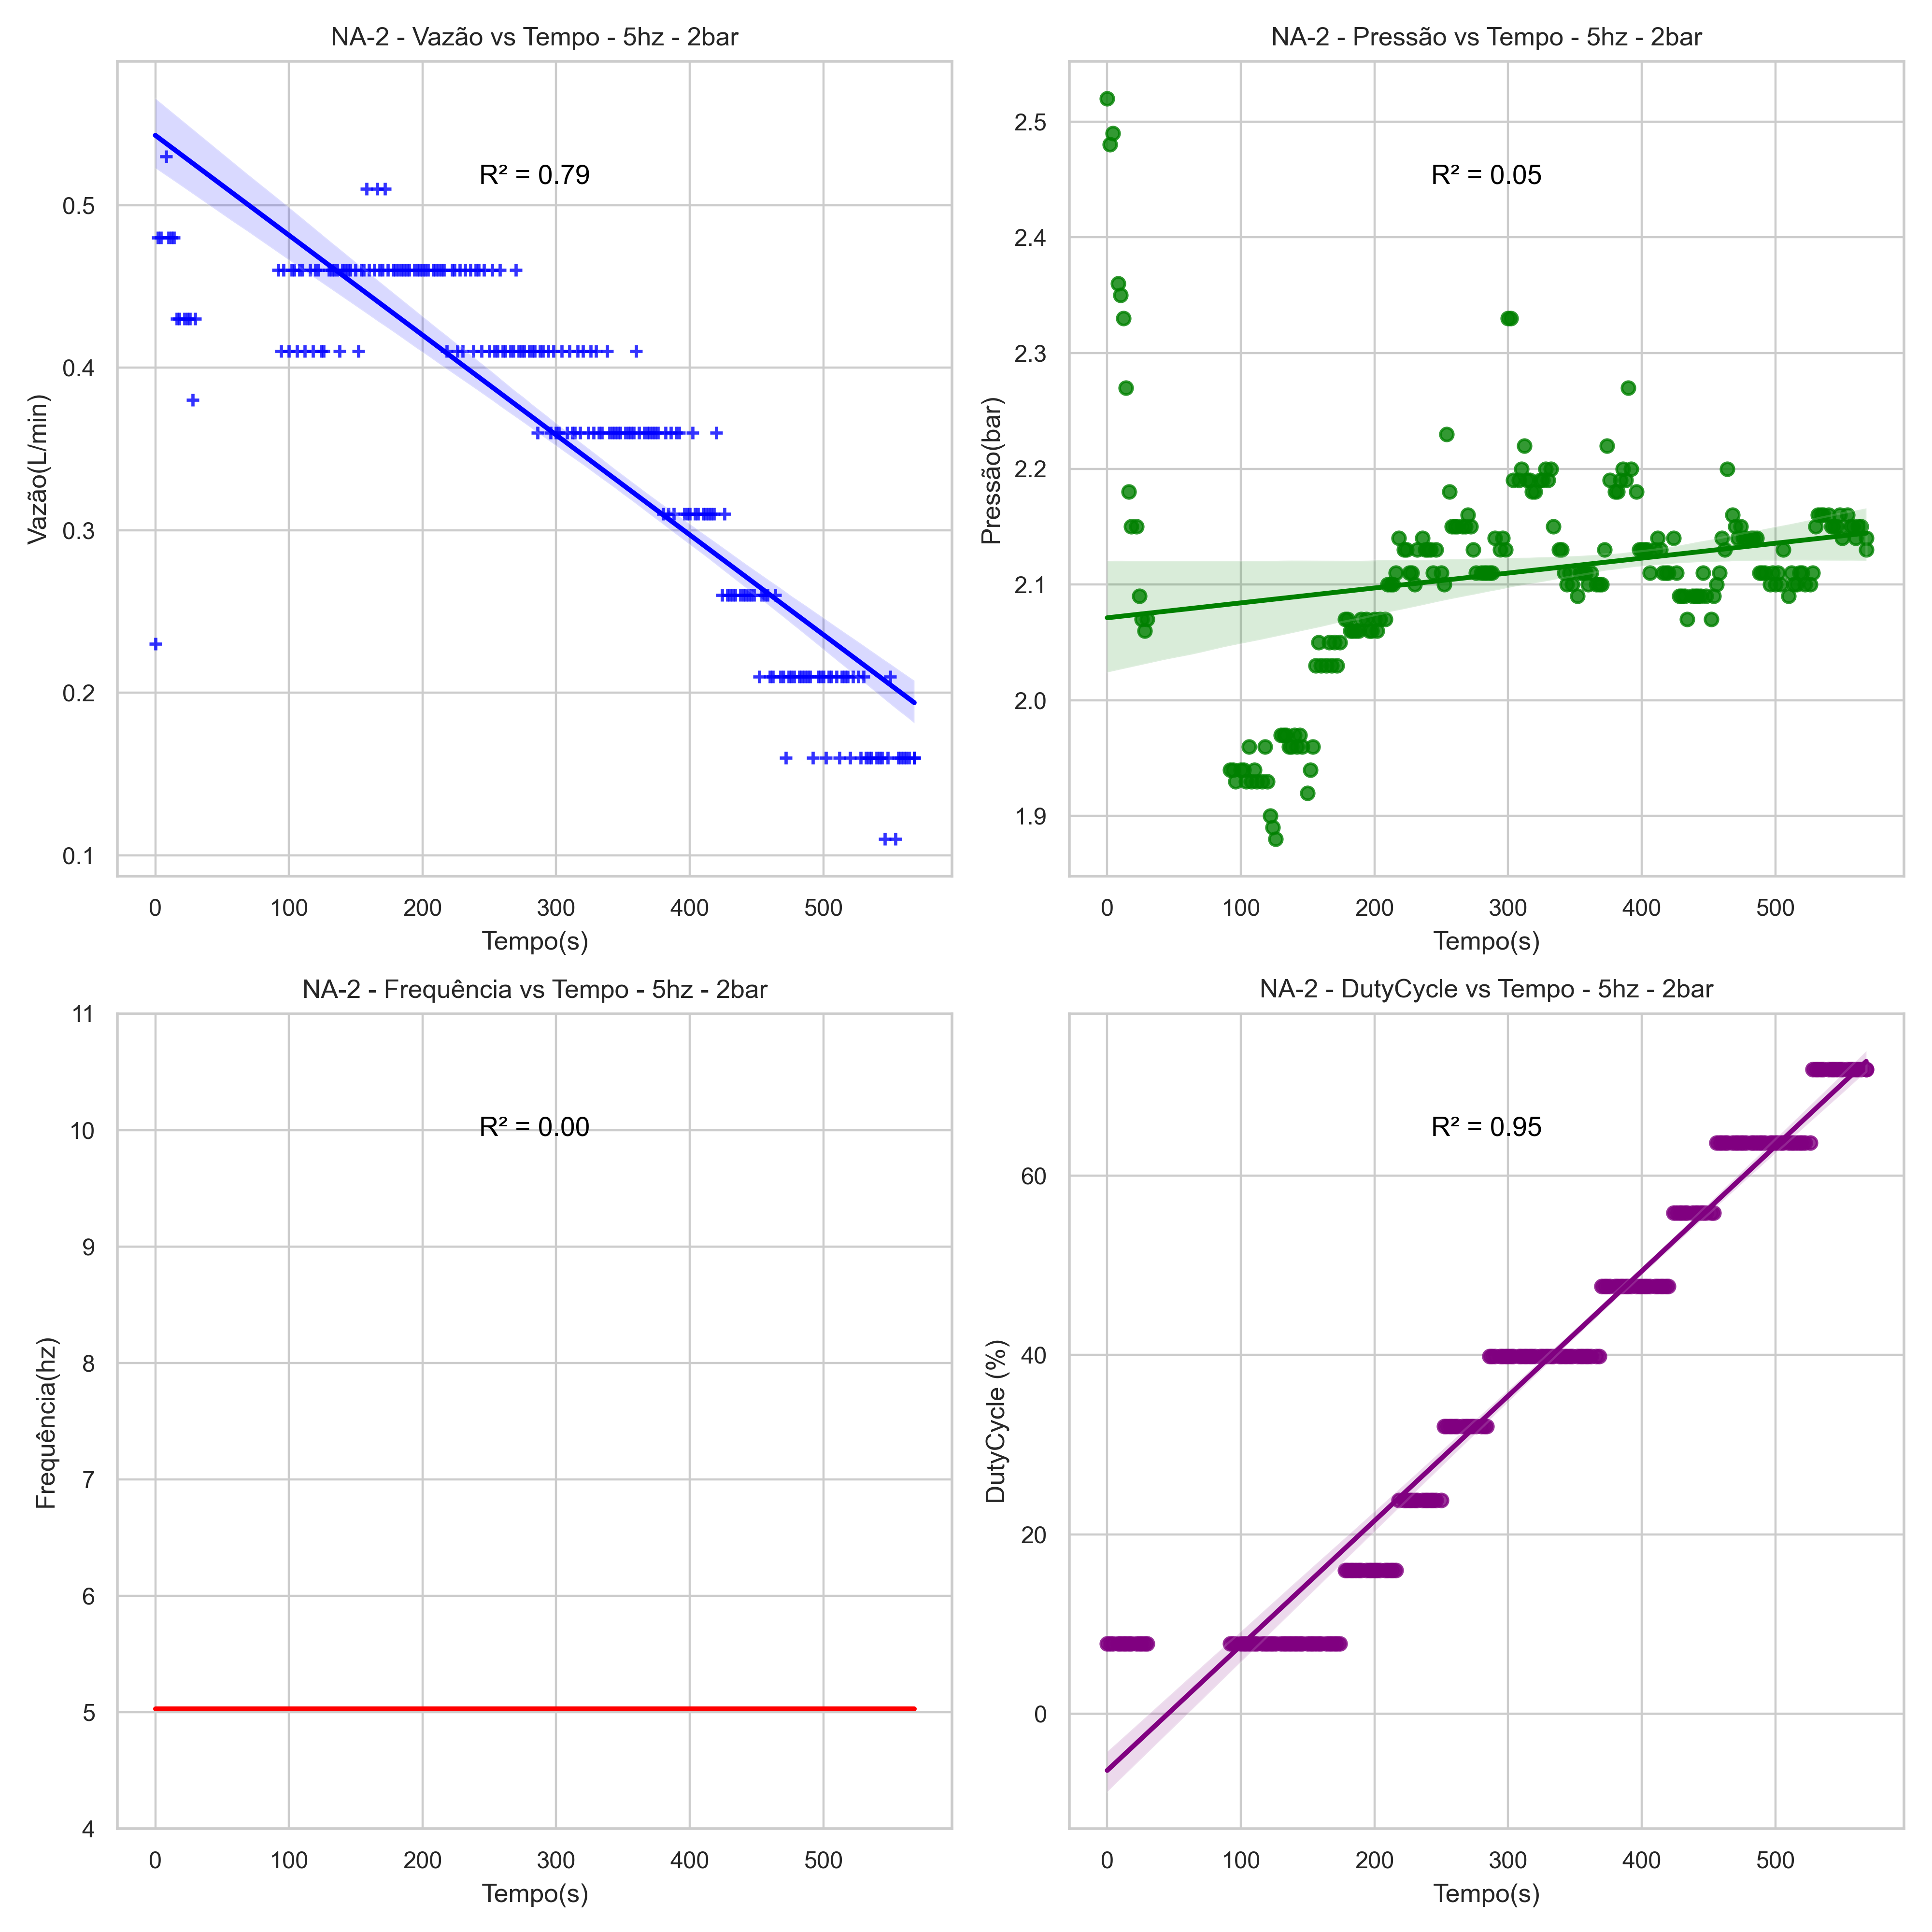 NA-2 - Vazão vs Tempo - 5hz - 2bar
R² = 0.79
Vazão(L/min)
0.5
0.4
0.3
0.2
0.1
0 100 200 300 400 500
Tempo(s)
NA-2 - Pressão vs Tempo - 5hz - 2bar
R² = 0.05
Pressão(bar)
2.5
2.4
2.3
2.2
2.1
2.0
1.9
0 100 200 300 400 500
Tempo(s)
NA-2 - Frequência vs Tempo - 5hz - 2bar
R² = 0.00
Frequência(hz)
11
10
9
8
7
6
5
4
0 100 200 300 400 500
Tempo(s)
NA-2 - DutyCycle vs Tempo - 5hz - 2bar
R² = 0.95
DutyCycle (%)
60
40
20
0
0 100 200 300 400 500
Tempo(s)